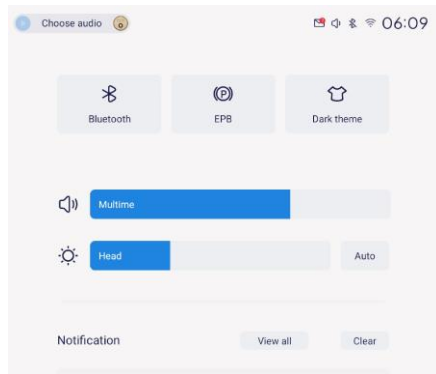 Choose audio
06:09
Bluetooth
EPB
Dark theme
Multime
Head
Auto
Notification
View all
Clear